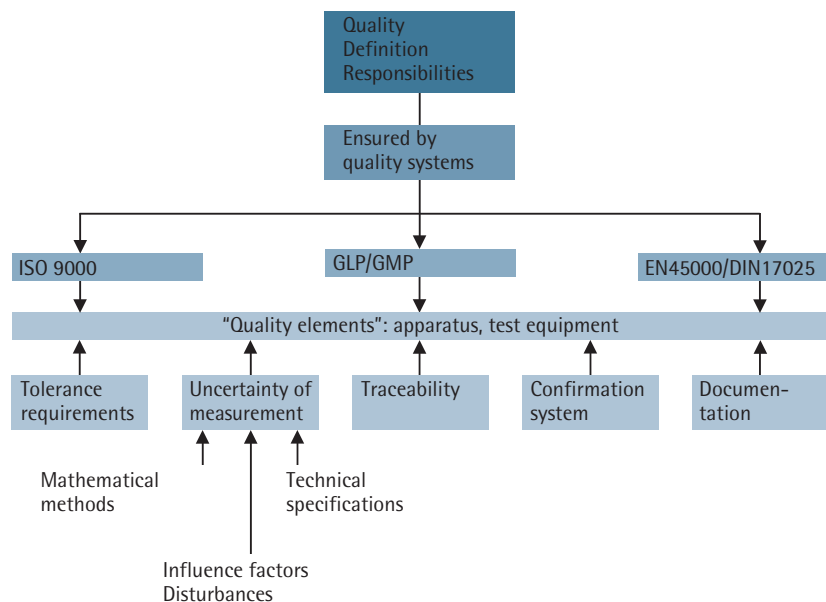 Quality
Definition
Responsibilities
Ensured by
quality systems
ISO 9000
GLP/GMP
EN45000/DIN17025
“Quality elements”: apparatus, test equipment
Tolerance
requirements
Uncertainty of
measurement
Traceability
Confirmation
system
Documen-
tation
Mathematical
methods
Technical
specifications
Influence factors
Disturbances